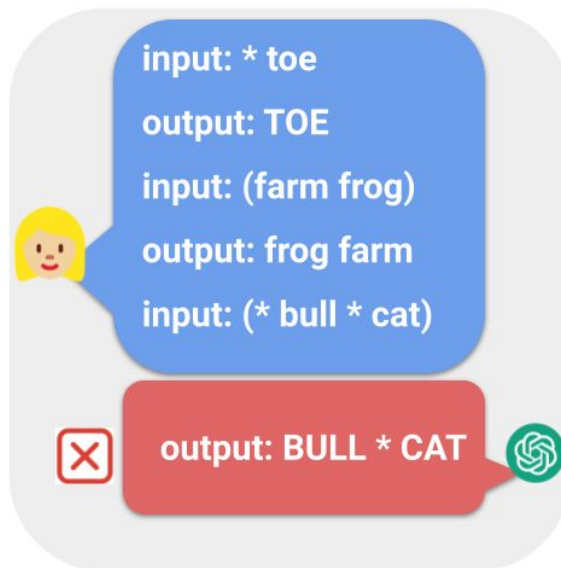 input: * toe
output: TOE
input: (farm frog)
output: frog farm
input: (* bull * cat)
output: BULL * CAT